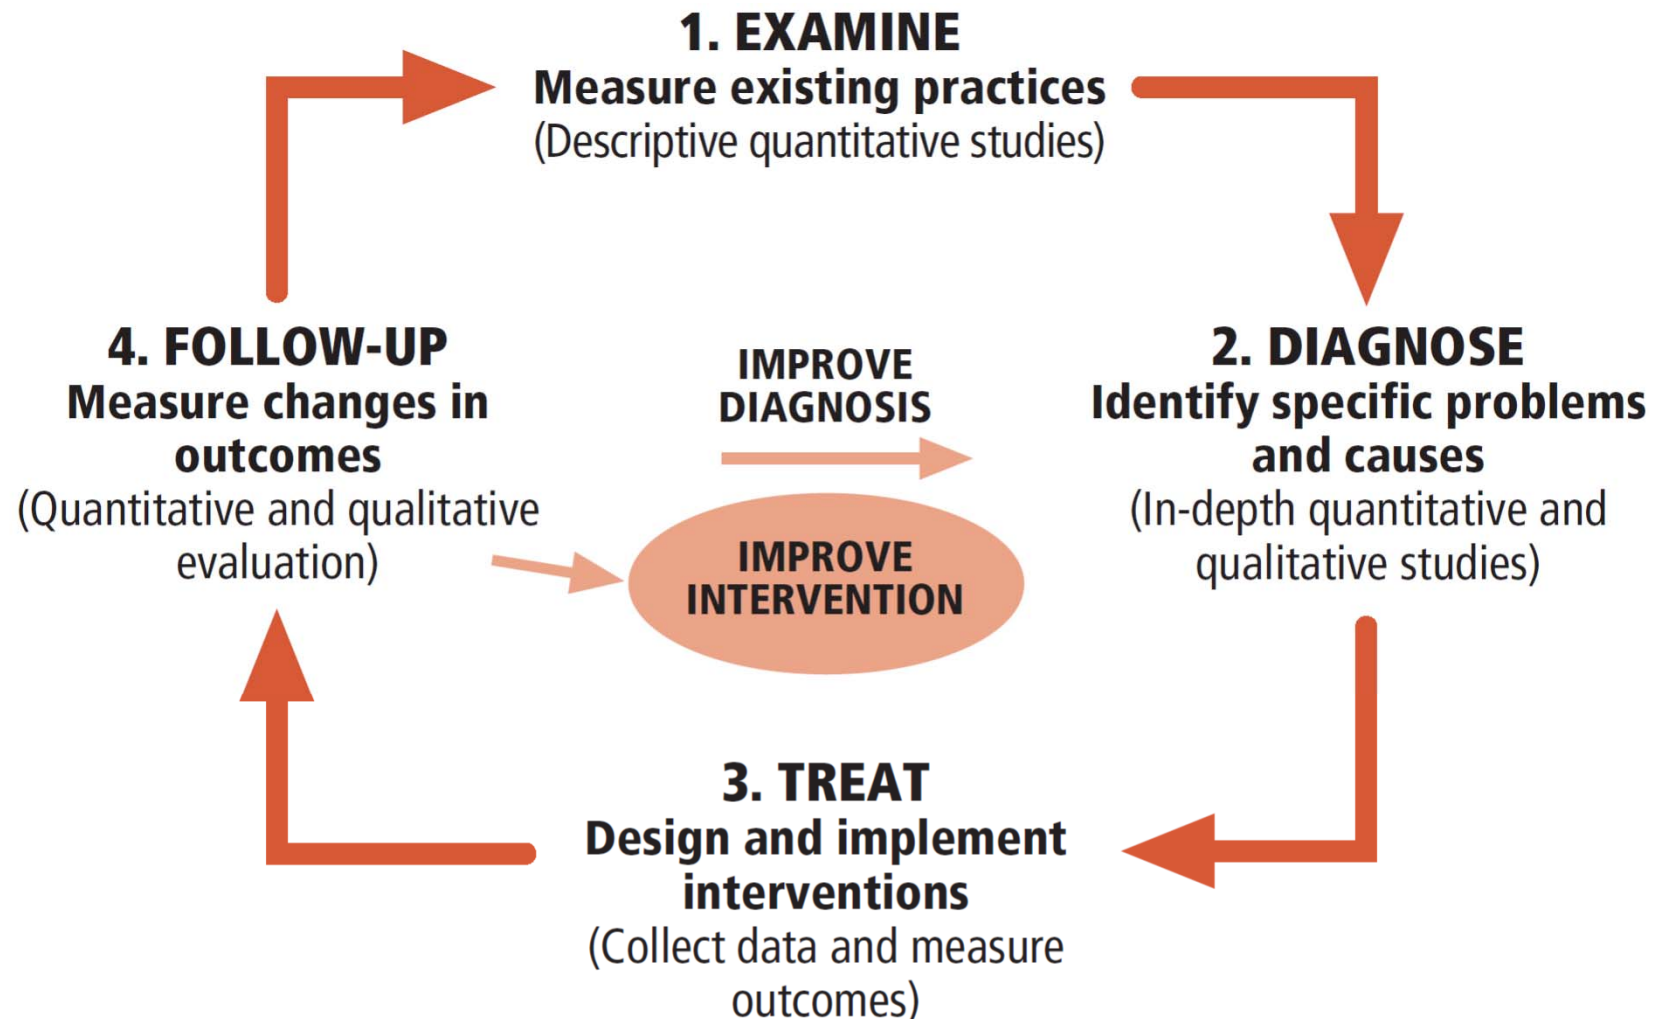 1. EXAMINE
Measure existing practices
(Descriptive quantitative studies)
2. DIAGNOSE
Identify specific problems
and causes
(In-depth quantitative and
qualitative studies)
3. TREAT
Design and implement
interventions
(Collect data and measure
outcomes)
4. FOLLOW-UP
Measure changes in
outcomes
(Quantitative and qualitative
evaluation)
IMPROVE
DIAGNOSIS
IMPROVE
INTERVENTION